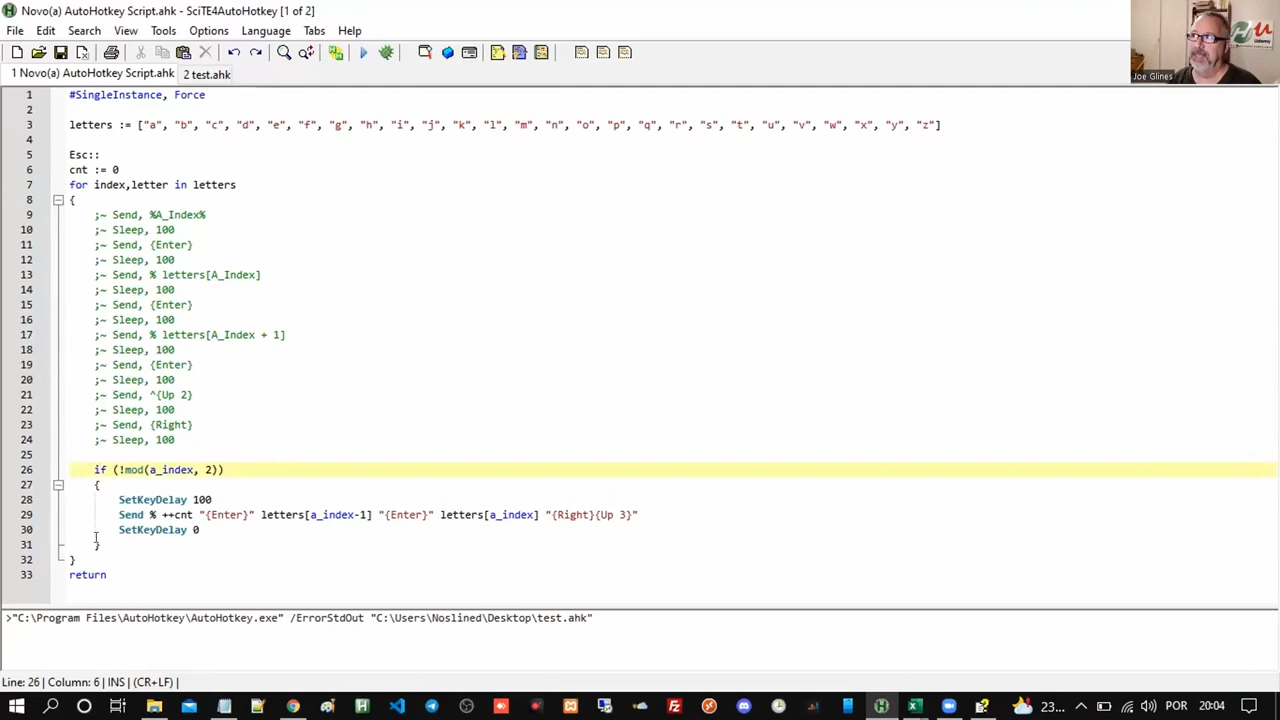 Novo(a) AutoHotkey Script.ahk - SciTE4AutoHotkey [1 of 2]
File Edit Search View Tools Options Language Tabs Help
1 Novo(a) AutoHotkey Script.ahk 2 test.ahk
Joe Glines
1 #SingleInstance, Force
2
3 letters := ["a", "b", "c", "d", "e", "f", "g", "h", "i", "j", "k", "l", "m", "n", "o", "p", "q", "r", "s", "t", "u", "v", "w", "x", "y", "z"]
4
5 Esc::
6 cnt := 0
7 for index,letter in letters
8 {
9 ;~ Send, %A_Index%
10 ;~ Sleep, 100
11 ;~ Send, {Enter}
12 ;~ Sleep, 100
13 ;~ Send, % letters[A_Index]
14 ;~ Sleep, 100
15 ;~ Send, {Enter}
16 ;~ Sleep, 100
17 ;~ Send, % letters[A_Index + 1]
18 ;~ Sleep, 100
19 ;~ Send, {Enter}
20 ;~ Sleep, 100
21 ;~ Send, ^{Up 2}
22 ;~ Sleep, 100
23 ;~ Send, {Right}
24 ;~ Sleep, 100
25
26 if (!mod(a_index, 2))
27 {
28 SetKeyDelay 100
29 Send % ++cnt "{Enter}" letters[a_index-1] "{Enter}" letters[a_index] "{Right}{Up 3}"
30 SetKeyDelay 0
31 }
32 }
33 return
>"C:\Program Files\AutoHotkey\AutoHotkey.exe" /ErrorStdOut "C:\Users\Noslined\Desktop\test.ahk"
Line: 26 | Column: 6 | INS | (CR+LF) |
23... POR 20:04